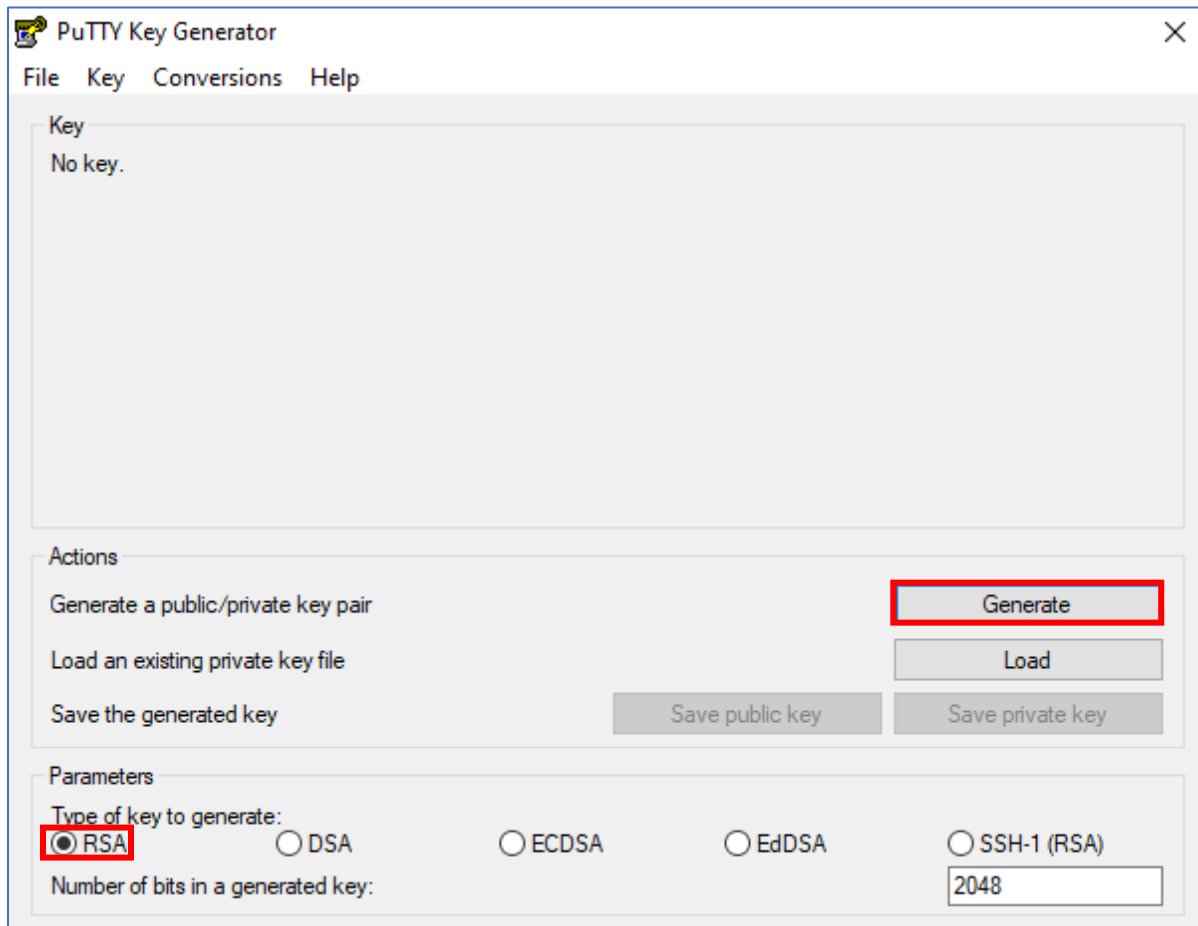 PuTTY Key Generator
File Key Conversions Help
Key
No key.
Actions
Generate a public/private key pair Generate
Load an existing private key file Load
Save the generated key Save public key Save private key
Parameters
Type of key to generate:
RSA DSA ECDSA EdDSA SSH-1 (RSA)
Number of bits in a generated key: 2048